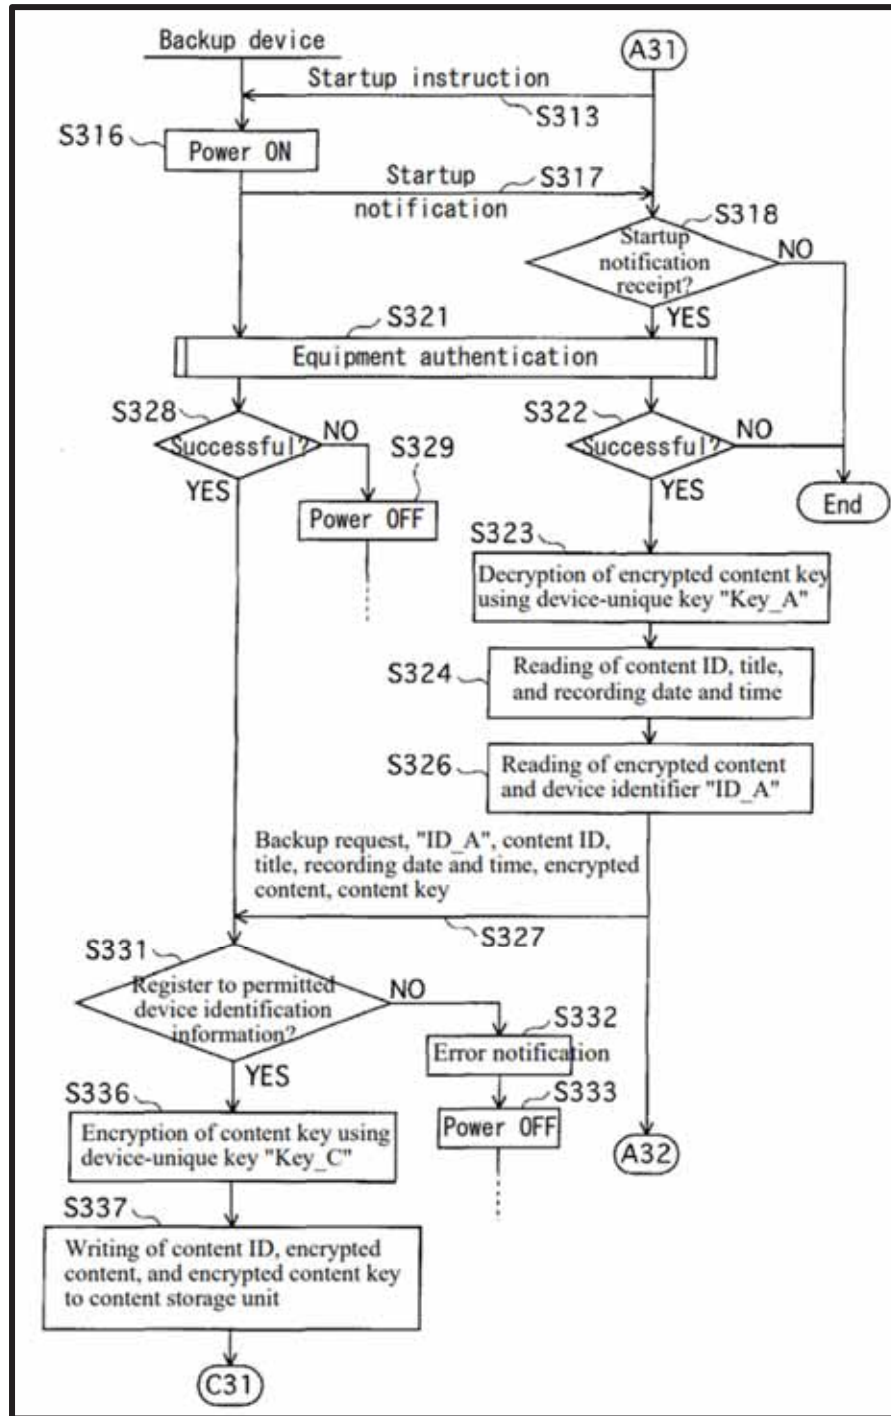 Backup device
A31
Startup instruction
S313
S316
Power ON
Startup
notification
S317
S318
Startup
notification
receipt?
NO
YES
S321
Equipment authentication
S328
Successful?
NO
YES
S329
Power OFF
S322
Successful?
NO
YES
End
S323
Decryption of encrypted content key
using device-unique key "Key_A"
S324
Reading of content ID, title,
and recording date and time
S326
Reading of encrypted content
and device identifier "ID_A"
Backup request, "ID_A", content ID,
title, recording date and time, encrypted
content, content key
S327
S331
Register to permitted
device identification
information?
NO
YES
S332
Error notification
S333
Power OFF
A32
S336
Encryption of content key using
device-unique key "Key_C"
S337
Writing of content ID, encrypted
content, and encrypted content key
to content storage unit
C31